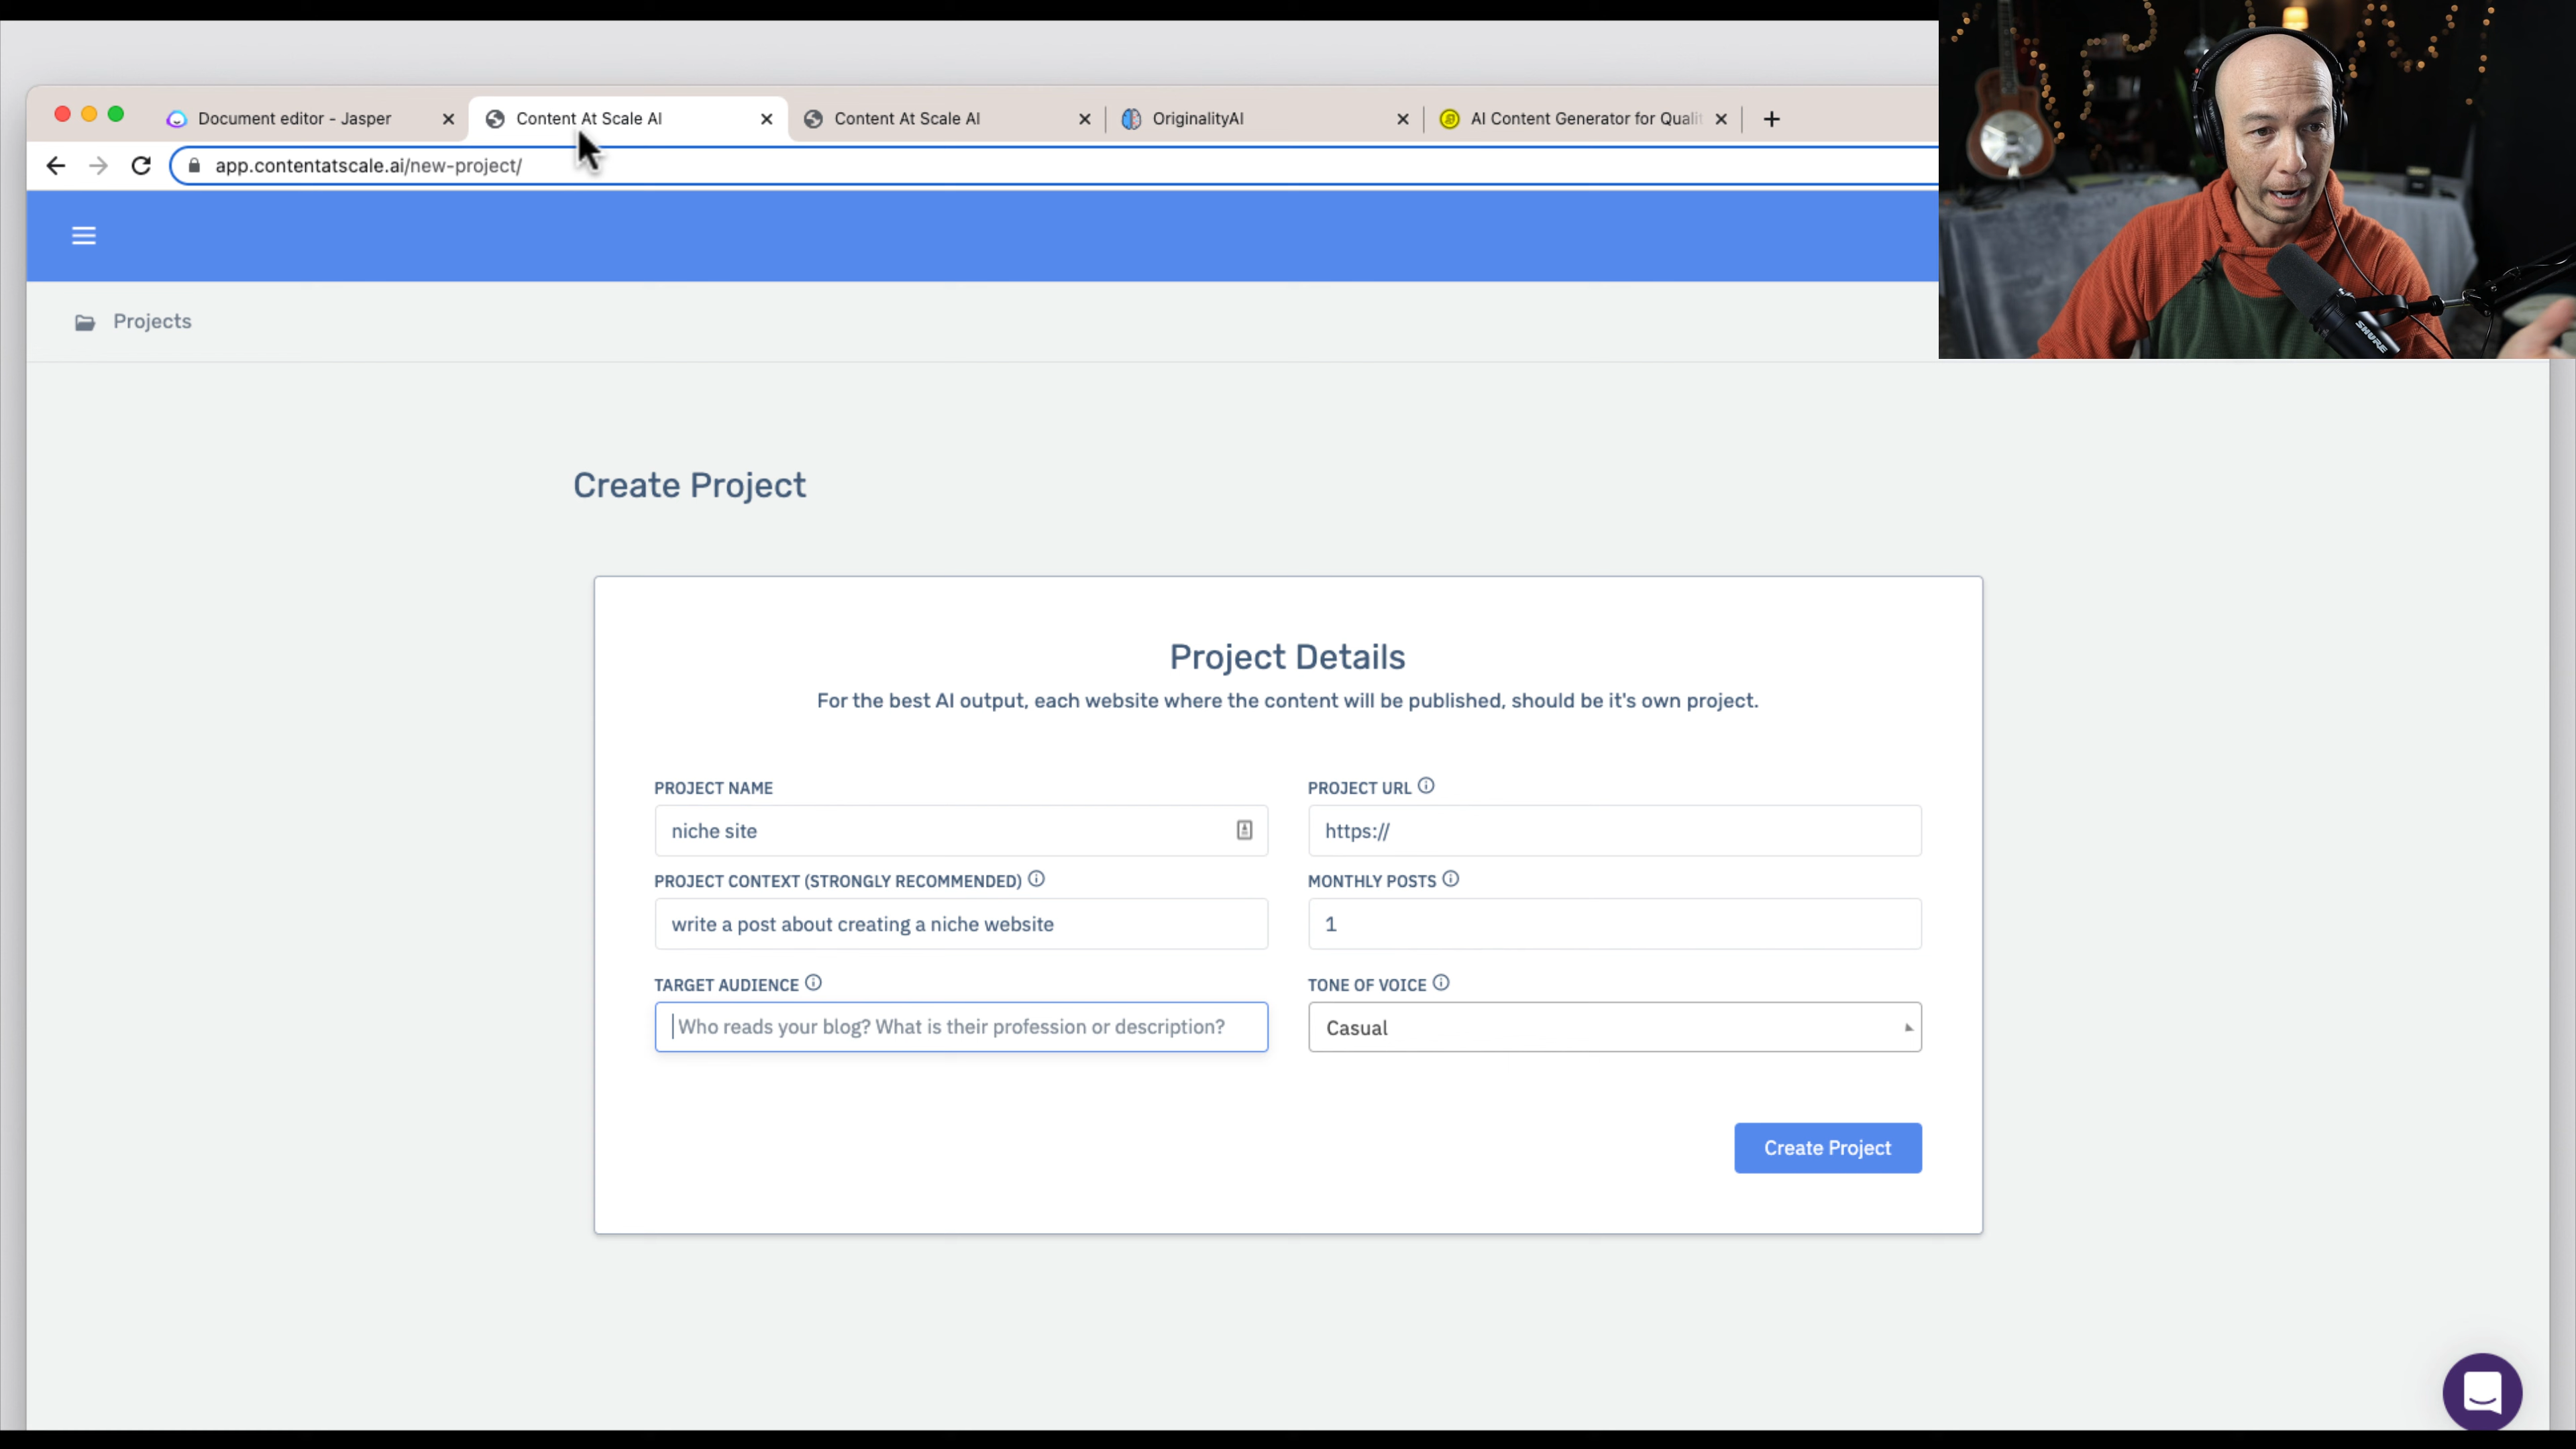 Document editor - Jasper
Content At Scale AI
Content At Scale AI
OriginalityAI
AI Content Generator for Qualit
app.contentatscale.ai/new-project/
Projects
Create Project
Project Details
For the best AI output, each website where the content will be published, should be it's own project.
PROJECT NAME
niche site
PROJECT URL
https://
PROJECT CONTEXT (STRONGLY RECOMMENDED)
write a post about creating a niche website
MONTHLY POSTS
1
TARGET AUDIENCE
Who reads your blog? What is their profession or description?
TONE OF VOICE
Casual
Create Project
SHURE